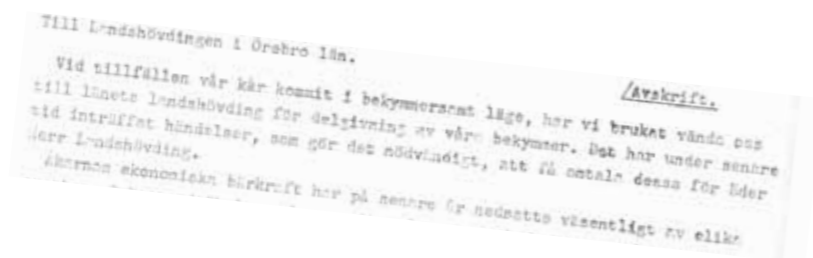 Till Landshövdingen i Örebro län.
/Avskrift.
Vid tillfällen vår kår kommit i bekymmersamt läge, har vi brukat vända oss
till länets landshövding för delgivning av våra bekymmer. Det har under senare
tid inträffat händelser, som gör det nödvändigt, att få omtala dessa för Eder
Herr Landshövding.
Åkarnas ekonomiska bärkraft har på senare år nedsatts väsentligt av olika